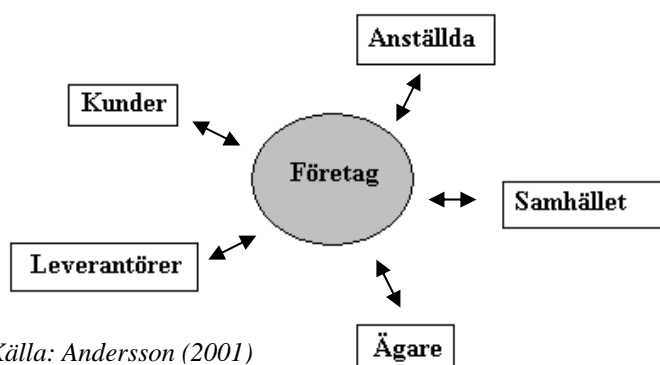 Anställda
Kunder
Företag
Samhället
Leverantörer
Ägare
Källa: Andersson (2001)